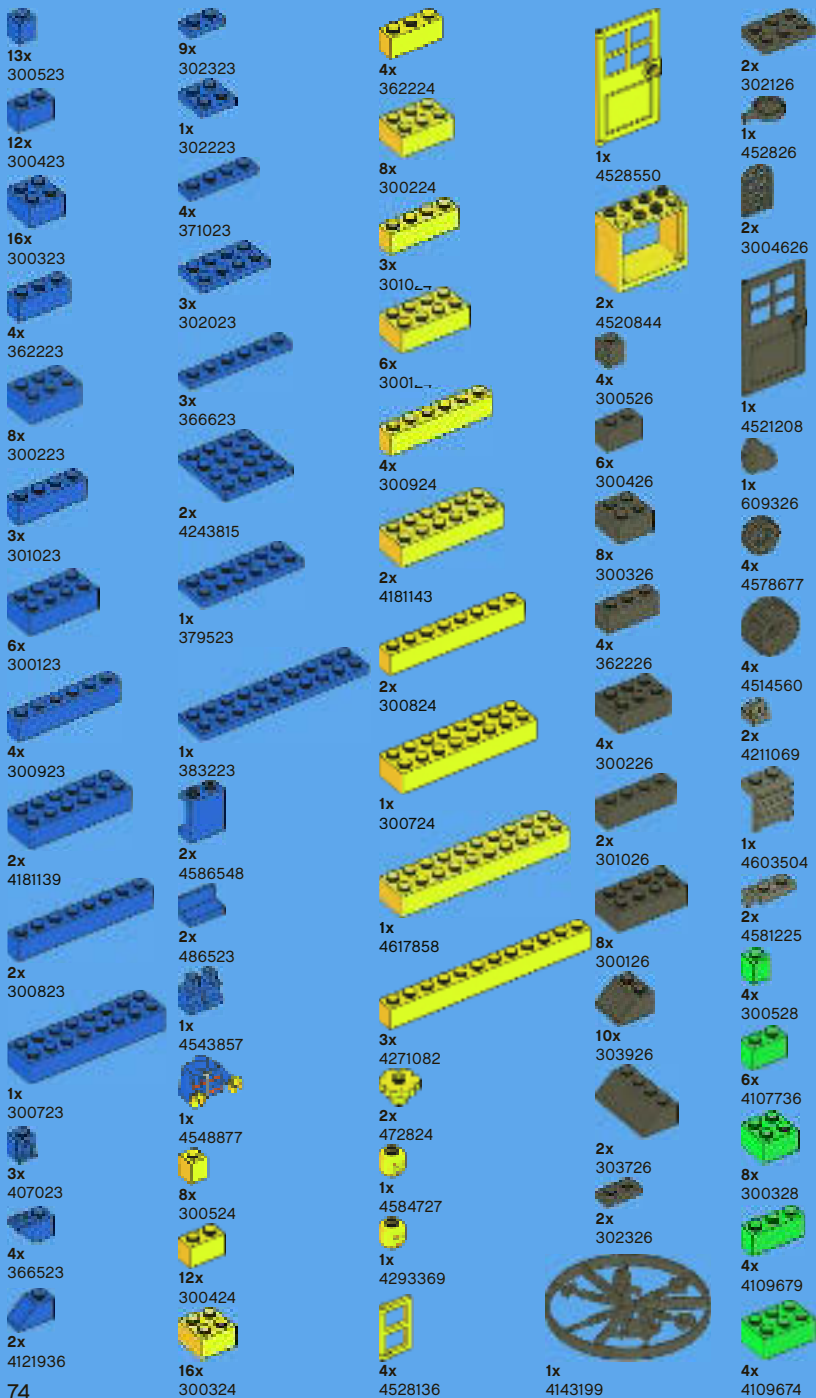 13x
300523
12x
300423
16x
300323
4x
362223
8x
300223
3x
301023
6x
300123
4x
300923
2x
4181139
2x
300823
1x
300723
3x
407023
4x
366523
2x
4121936
74
9x
302323
1x
302223
4x
371023
3x
302023
3x
366623
2x
4243815
1x
379523
1x
383223
2x
4586548
2x
486523
1x
4543857
1x
4548877
8x
300524
12x
300424
16x
300324
4x
362224
8x
300224
3x
301024
6x
300124
4x
300924
2x
4181143
2x
300824
1x
300724
1x
4617858
3x
4271082
2x
472824
1x
4584727
1x
4293369
4x
4528136
1x
4528550
2x
4520844
4x
300526
6x
300426
8x
300326
4x
362226
4x
300226
2x
301026
8x
300126
10x
303926
2x
303726
2x
302326
1x
4143199
2x
302126
1x
452826
2x
3004626
1x
4521208
1x
609326
4x
4578677
4x
4514560
2x
4211069
1x
4603504
2x
4581225
4x
300528
6x
4107736
8x
300328
4x
4109679
4x
4109674